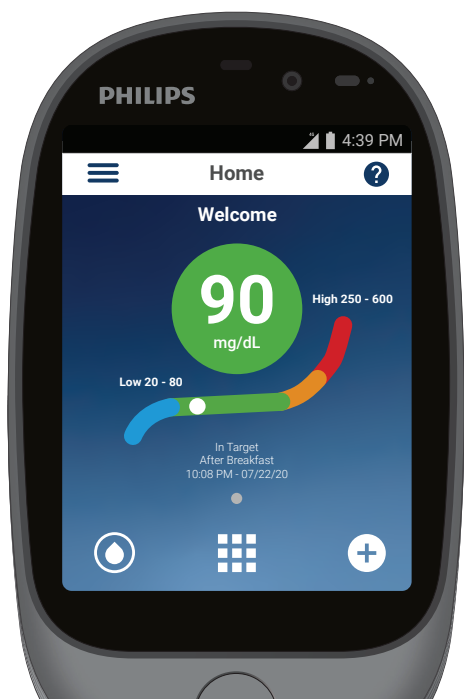 PHILIPS
4G 4:39 PM
Home
?
Welcome
90
mg/dL
High 250 - 600
Low 20 - 80
In Target
After Breakfast
10:08 PM - 07/22/20